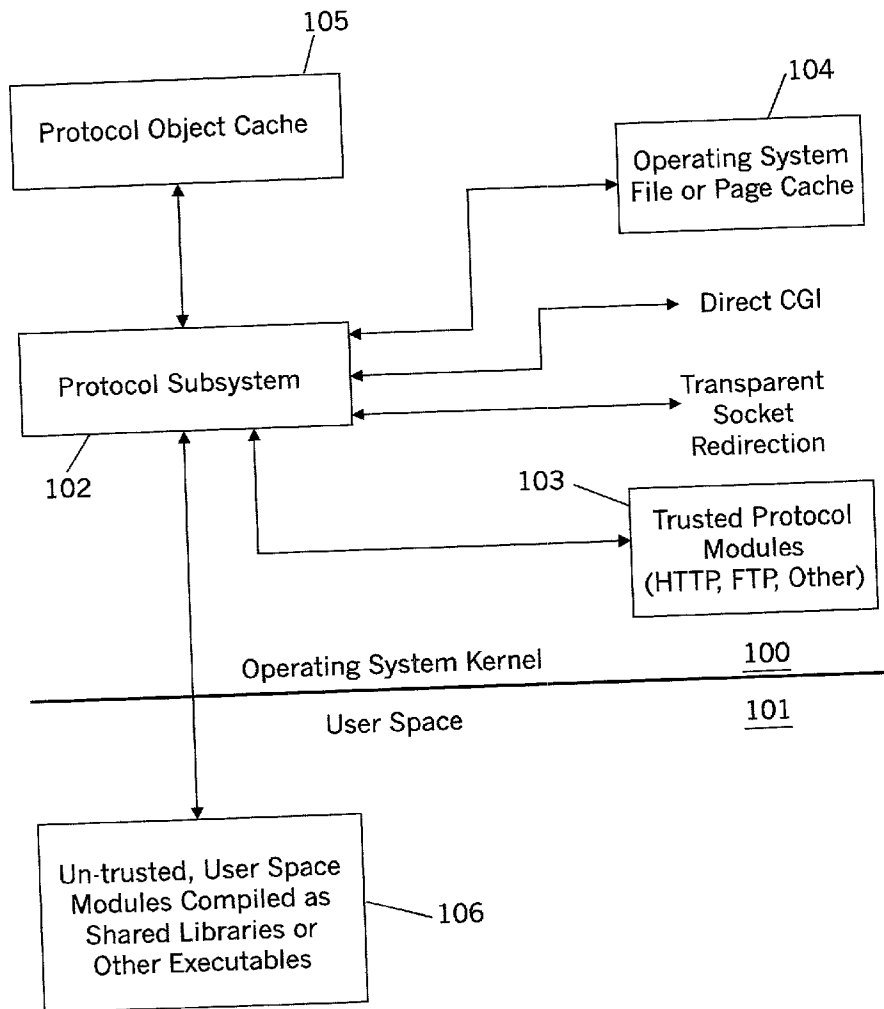 105
Protocol Object Cache
104
Operating System
File or Page Cache
Direct CGI
Protocol Subsystem
Transparent
Socket
Redirection
102
103
Trusted Protocol
Modules
(HTTP, FTP, Other)
Operating System Kernel
100
User Space
101
Un-trusted, User Space
Modules Compiled as
Shared Libraries or
Other Executables
106